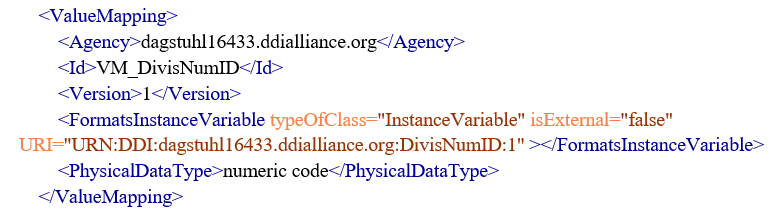 <ValueMapping>
<Agency>dagstuhl16433.ddialliance.org</Agency>
<Id>VM_DivisNumID</Id>
<Version>1</Version>
<FormatsInstanceVariable typeOfClass="InstanceVariable" isExternal="false"
URI="URN:DDI:dagstuhl16433.ddialliance.org:DivisNumID:1" ></FormatsInstanceVariable>
<PhysicalDataType>numeric code</PhysicalDataType>
</ValueMapping>